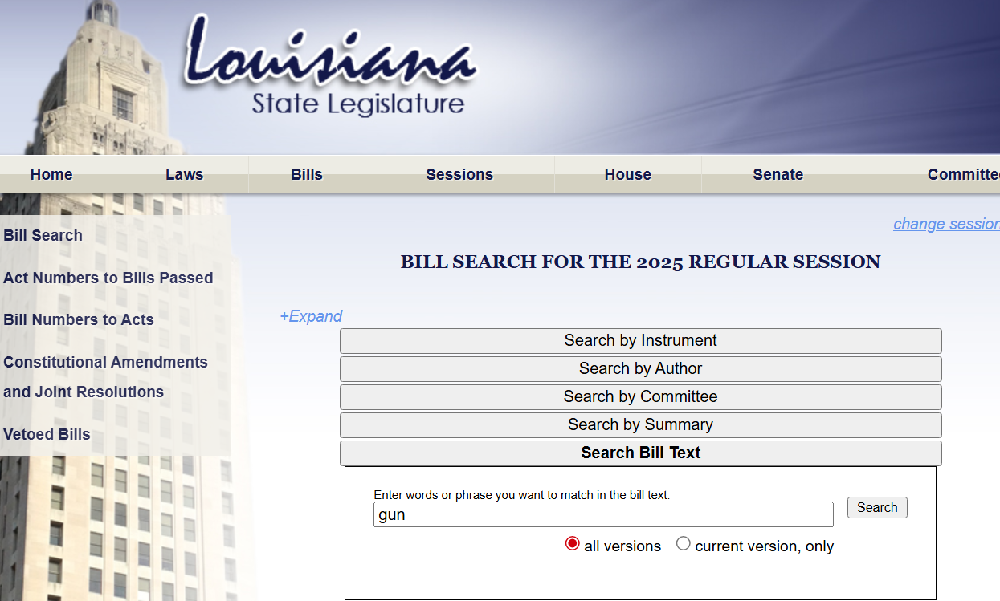 Louisiana
State Legislature
Home Laws Bills Sessions House Senate
change session
Bill Search
BILL SEARCH FOR THE 2025 REGULAR SESSION
Act Numbers to Bills Passed
+Expand
Bill Numbers to Acts
Constitutional Amendments
and Joint Resolutions
Vetoed Bills
Search by Instrument
Search by Author
Search by Committee
Search by Summary
Search Bill Text
Enter words or phrase you want to match in the bill text:
gun
Search
all versions current version, only